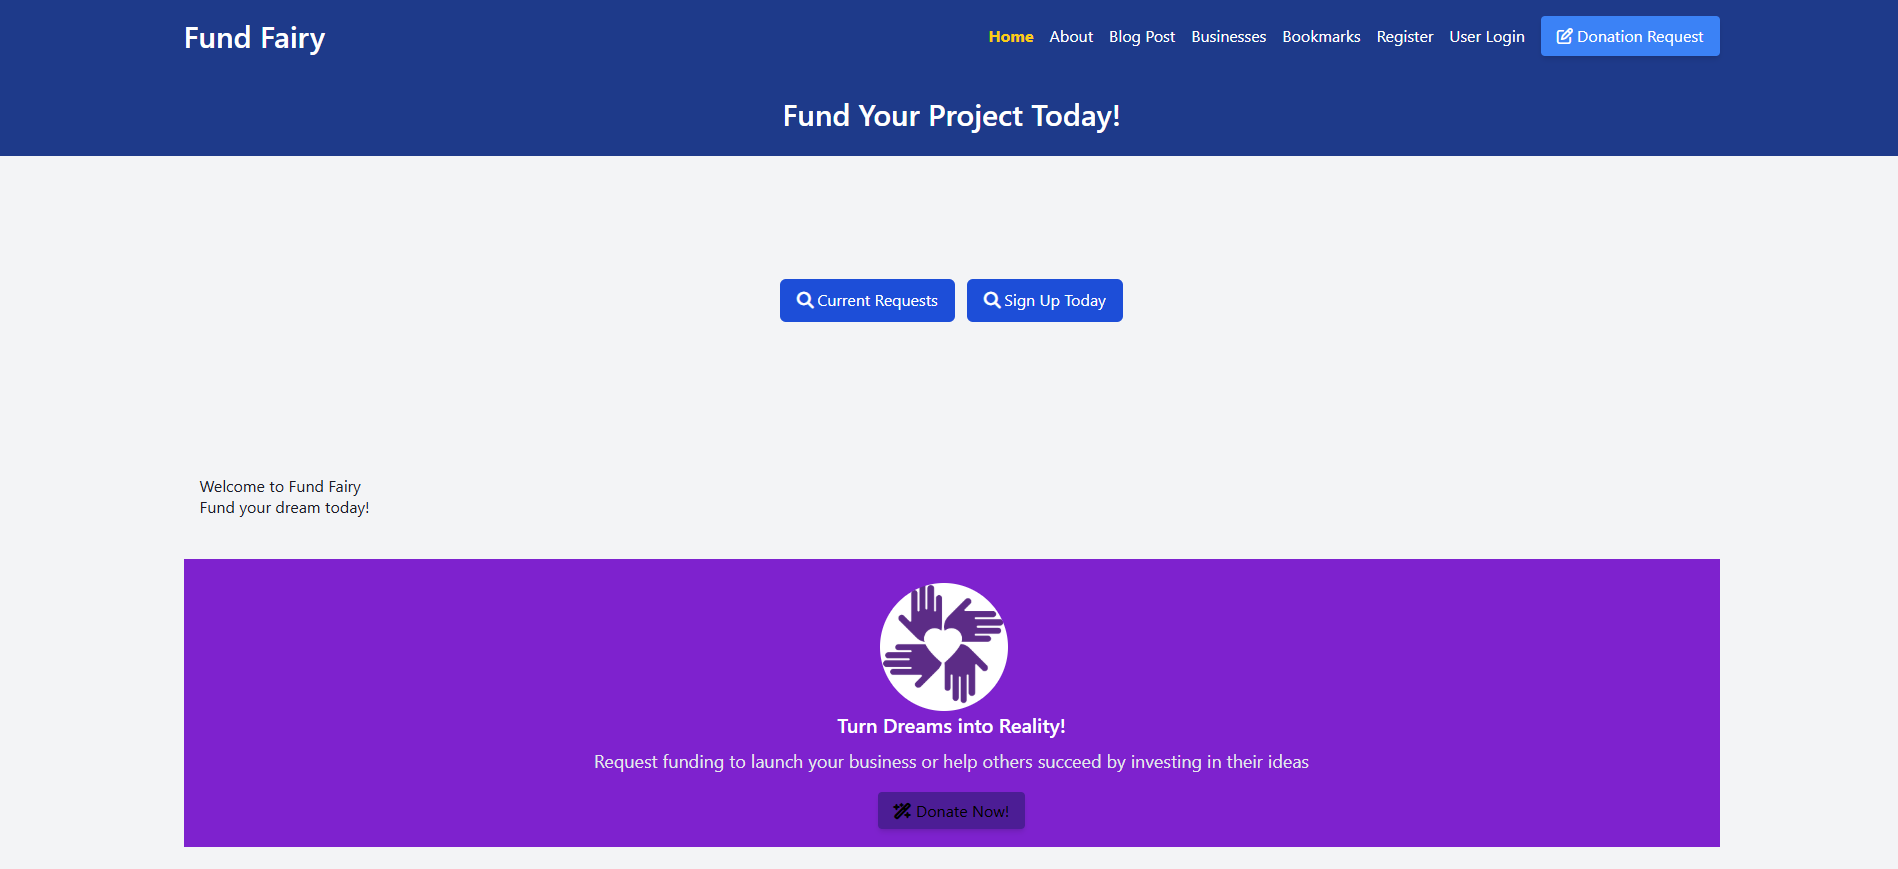 Fund Fairy
Home About Blog Post Businesses Bookmarks Register User Login Donation Request
Fund Your Project Today!
Current Requests Sign Up Today
Welcome to Fund Fairy
Fund your dream today!
Turn Dreams into Reality!
Request funding to launch your business or help others succeed by investing in their ideas
Donate Now!